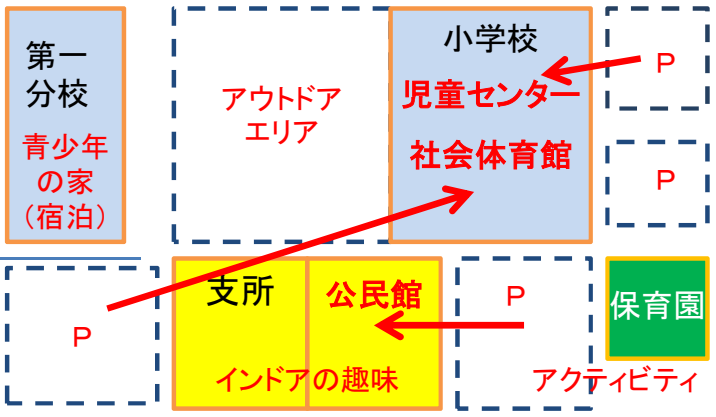 第一
分校
青少年
の家
（宿泊）
アウトドア
エリア
小学校
児童センター
社会体育館
P
P
P
支所
公民館
インドアの趣味
P
保育園
アクティビティ